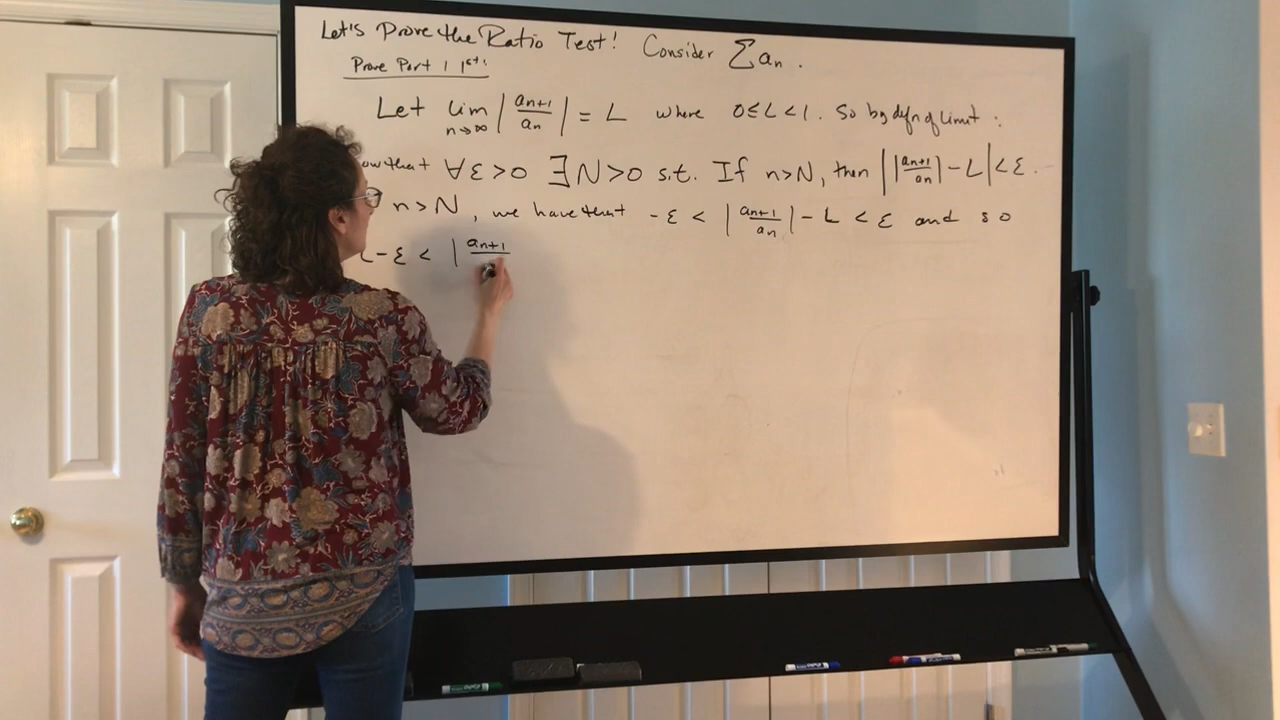 Let's Prove the Ratio Test! Consider ∑ aₙ.
Prove Part 1 1st:
Let lim n→∞ | aₙ₊₁ / aₙ | = L where 0 ≤ L < 1. So by defn of limit:
that ∀ε>0 ∃N>0 s.t. If n>N, then | |aₙ₊₁ / aₙ| - L | < ε.
n>N, we have that -ε < | aₙ₊₁ / aₙ | - L < ε and so
L-ε < | aₙ₊₁